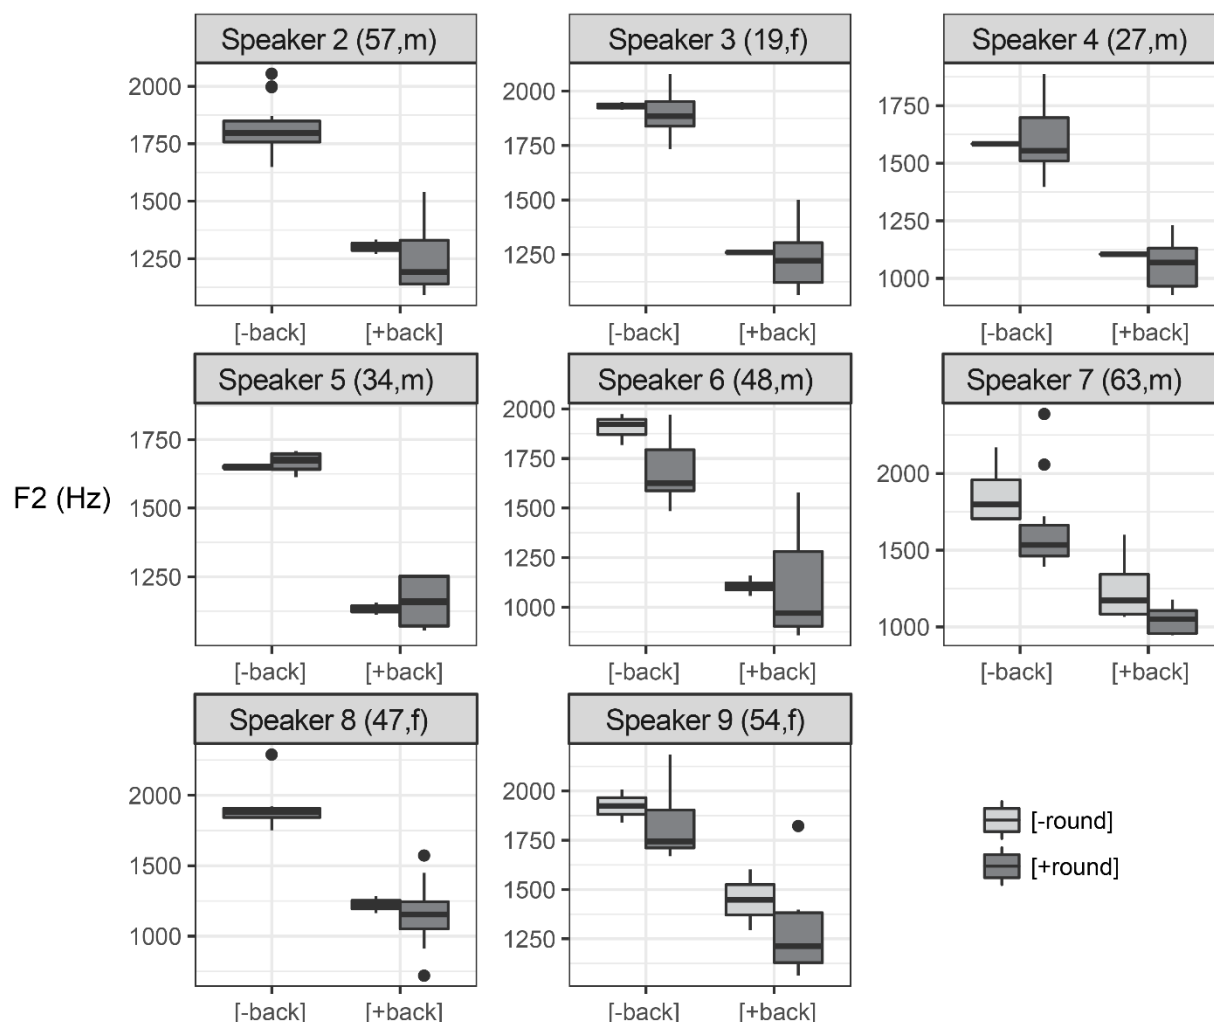 Speaker 2 (57,m)
Speaker 3 (19,f)
Speaker 4 (27,m)
2000
1750
1500
1250
2000
1750
1500
1250
1750
1500
1250
1000
[-back] [+back]
[-back] [+back]
[-back] [+back]
Speaker 5 (34,m)
Speaker 6 (48,m)
Speaker 7 (63,m)
F2 (Hz)
1750
1500
1250
2000
1750
1500
1250
1000
2000
1500
1000
[-back] [+back]
[-back] [+back]
[-back] [+back]
Speaker 8 (47,f)
Speaker 9 (54,f)
2000
1500
1000
2000
1750
1500
1250
[-back] [+back]
[-back] [+back]
[-round]
[+round]